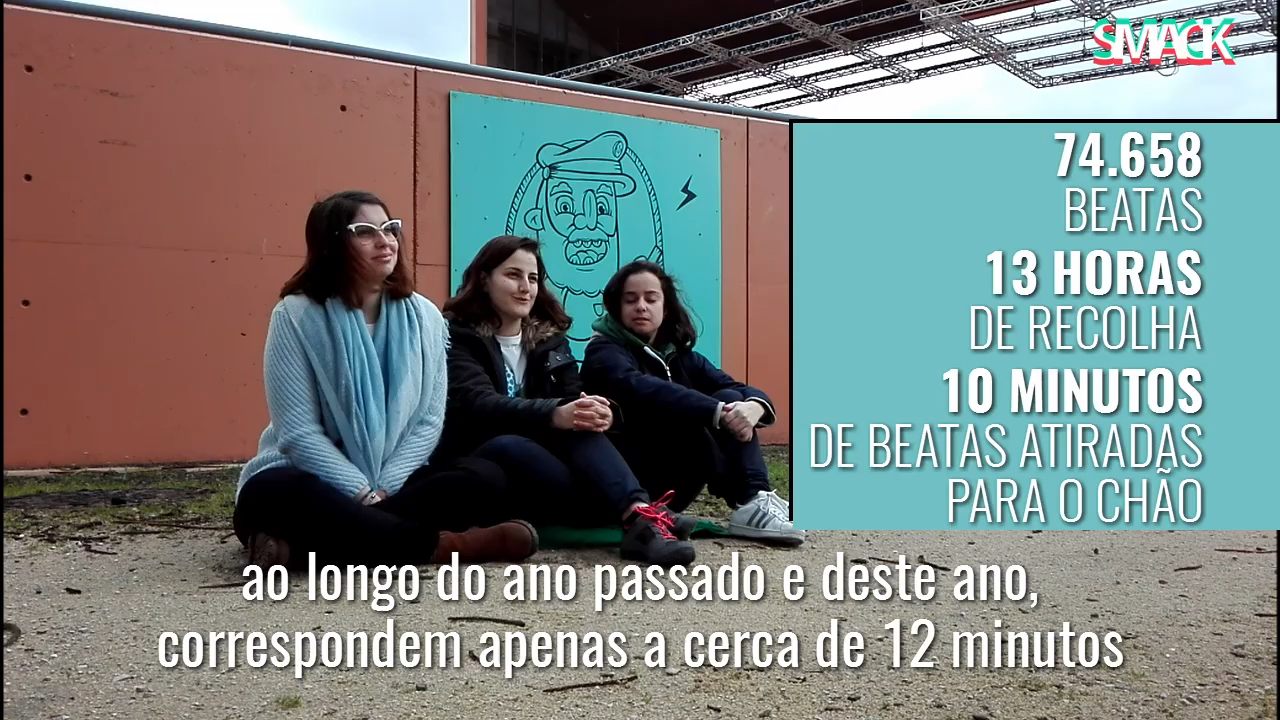 SMACK
74.658
BEATAS
13 HORAS
DE RECOLHA
10 MINUTOS
DE BEATAS ATIRADAS
PARA O CHÃO
ao longo do ano passado e deste ano,
correspondem apenas a cerca de 12 minutos